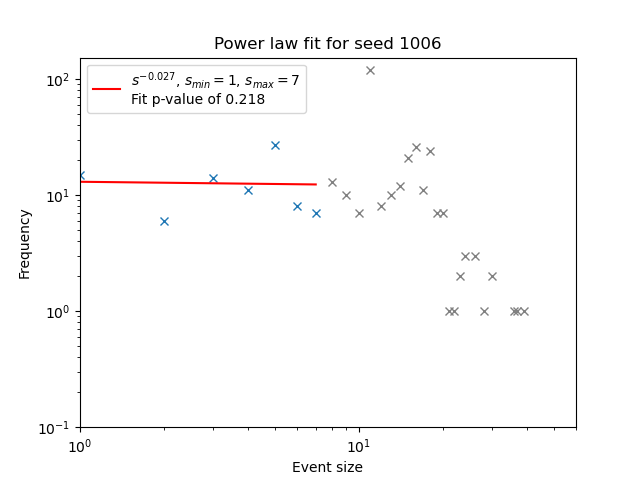 Power law fit for seed 1006
$s^{-0.027}$, $s_{min} = 1$, $s_{max} = 7$
Fit p-value of 0.218
Frequency
$10^{2}$
$10^{1}$
$10^{0}$
$10^{-1}$
$10^{0}$
$10^{1}$
Event size